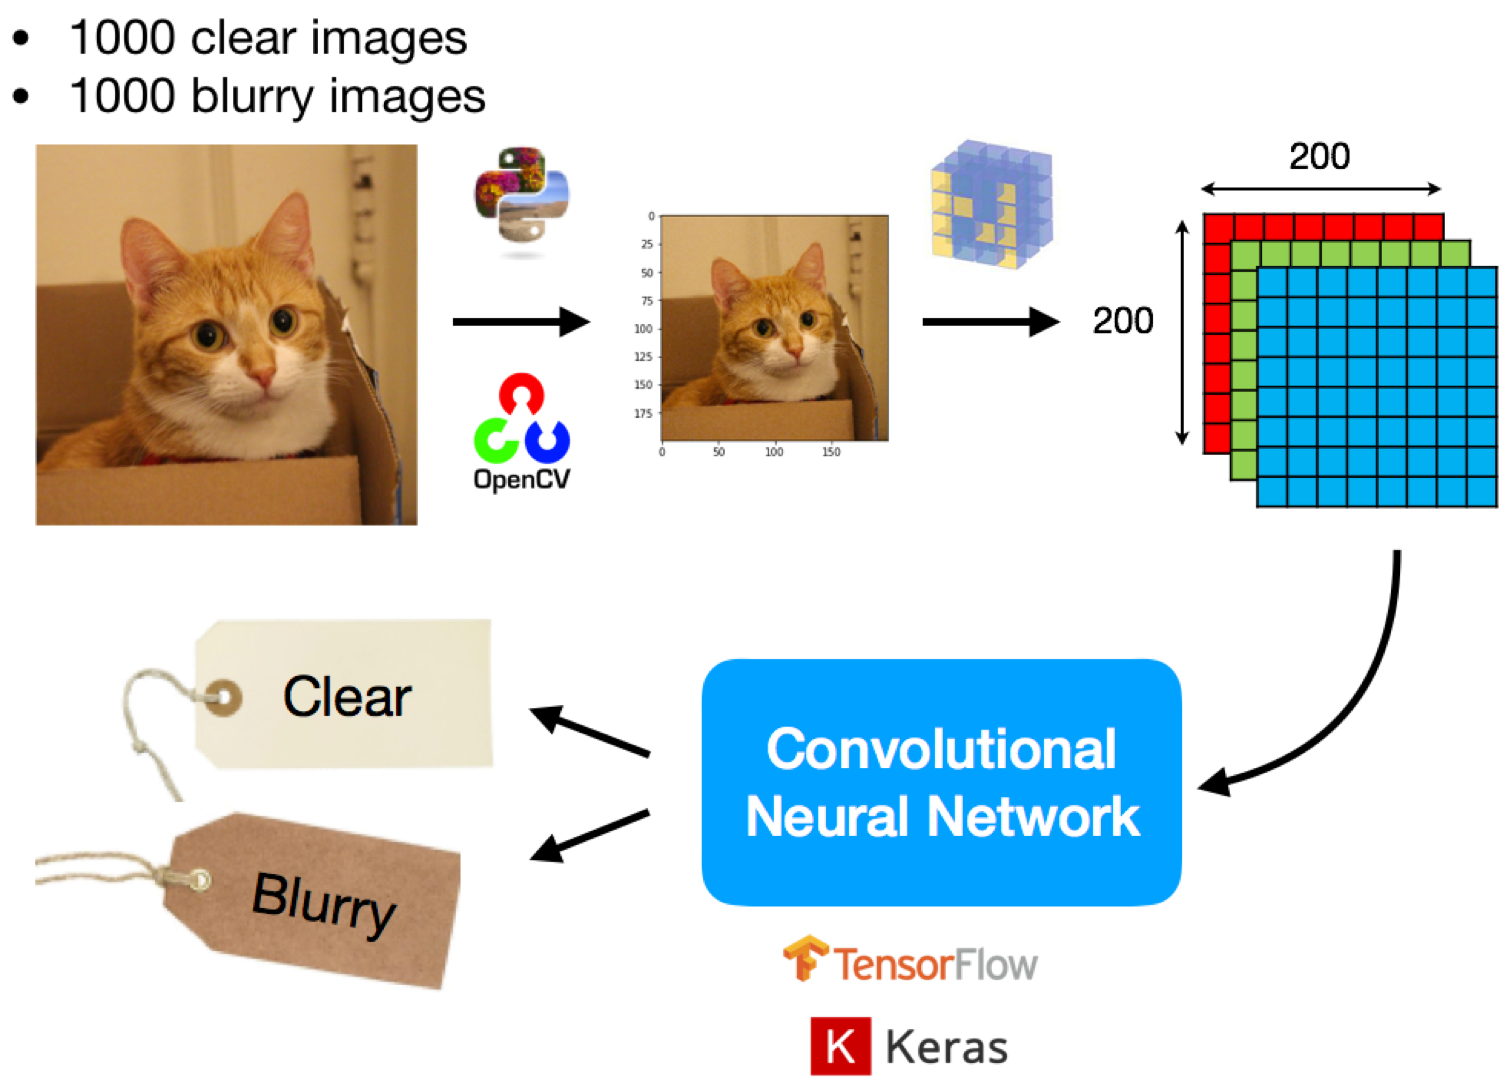 • 1000 clear images
• 1000 blurry images
OpenCV
0
25
50
75
100
125
150
175
0 50 100 150
200
200
Convolutional
Neural Network
Clear
Blurry
TensorFlow
K Keras